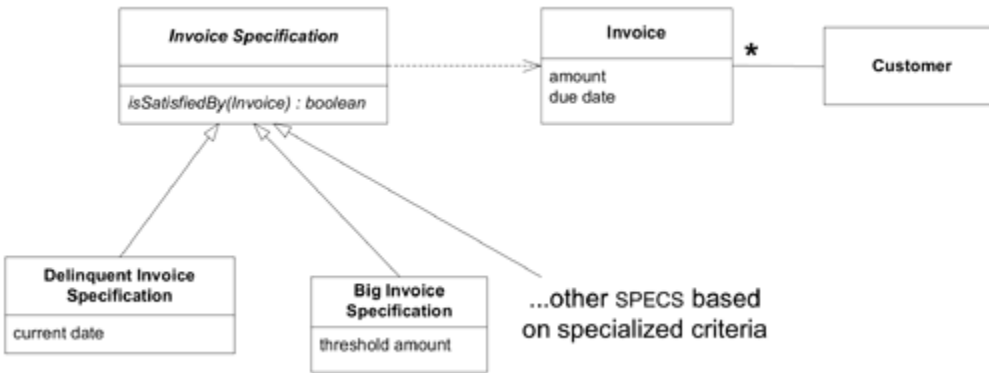 Invoice Specification
isSatisfiedBy(Invoice) : boolean
Invoice
amount
due date
*
Customer
Delinquent Invoice
Specification
current date
Big Invoice
Specification
threshold amount
...other SPECS based
on specialized criteria